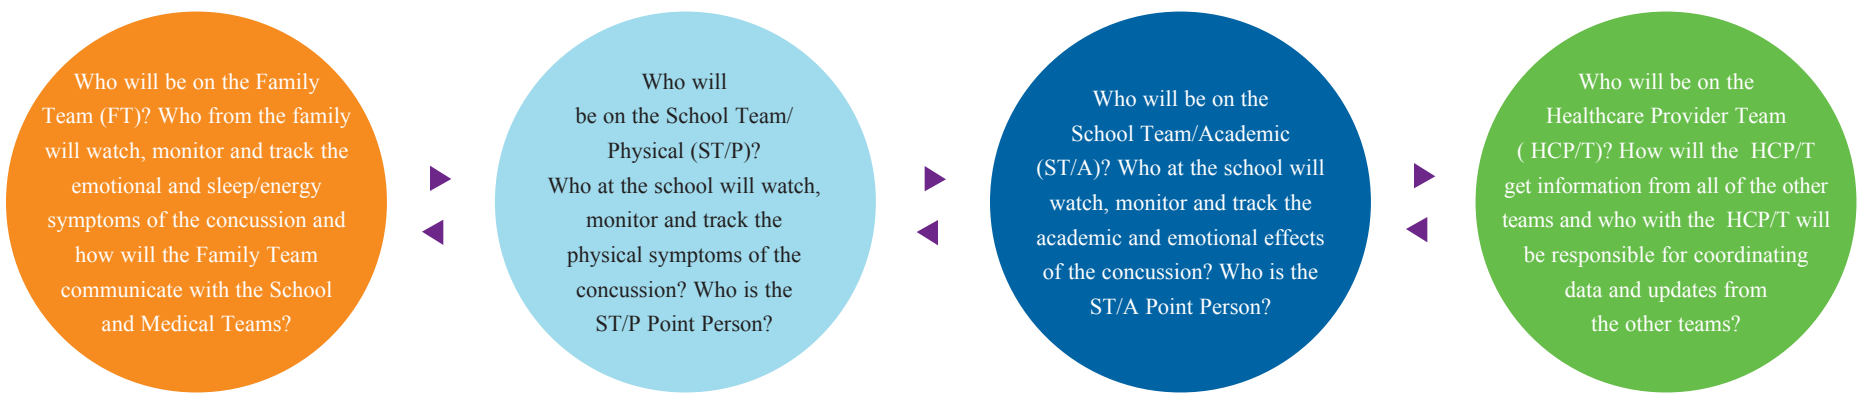 Who will be on the Family
Team (FT)? Who from the family
will watch, monitor and track the
emotional and sleep/energy
symptoms of the concussion and
how will the Family Team
communicate with the School
and Medical Teams?
Who will
be on the School Team/
Physical (ST/P)?
Who at the school will watch,
monitor and track the
physical symptoms of the
concussion? Who is the
ST/P Point Person?
Who will be on the
School Team/Academic
(ST/A)? Who at the school will
watch, monitor and track the
academic and emotional effects
of the concussion? Who is the
ST/A Point Person?
Who will be on the
Healthcare Provider Team
( HCP/T)? How will the HCP/T
get information from all of the other
teams and who with the HCP/T will
be responsible for coordinating
data and updates from
the other teams?